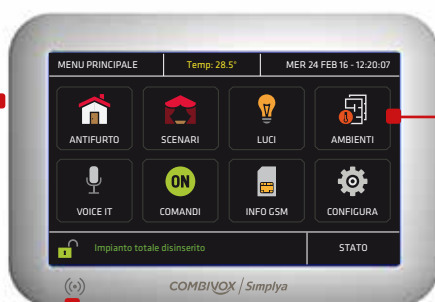 MENU PRINCIPALE Temp: 28.5° MER 24 FEB 16 - 12:20:07
ANTIFURTO SCENARI LUCI AMBIENTI
ON
VOICE IT COMANDI INFO GSM CONFIGURA
Impianto totale disinserito STATO
COMBIVOX / Simplya